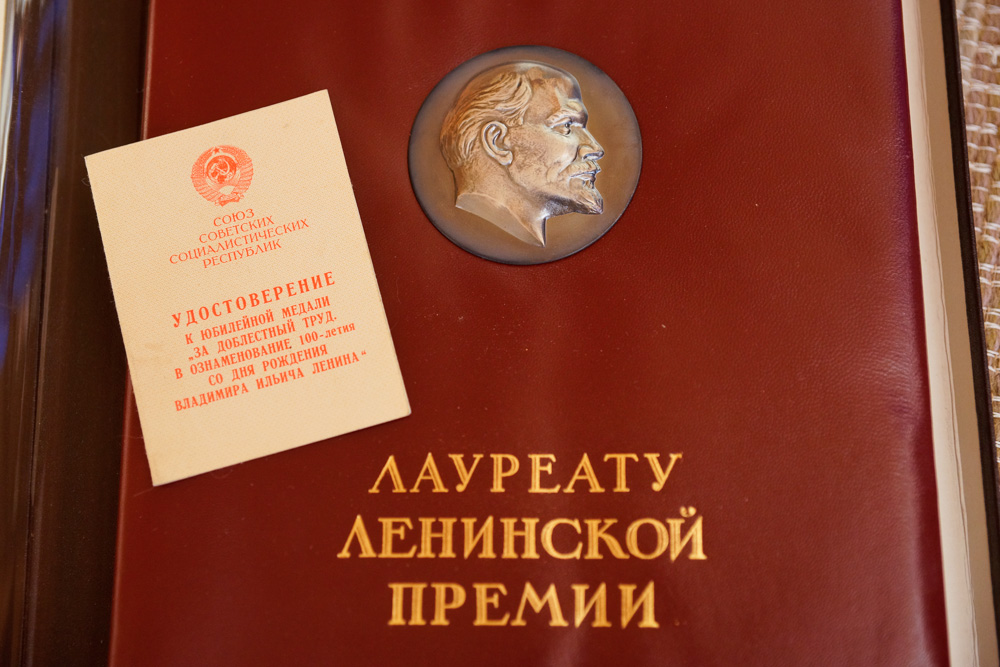 СОЮЗ
СОВЕТСКИХ
СОЦИАЛИСТИЧЕСКИХ
РЕСПУБЛИК
УДОСТОВЕРЕНИЕ
К ЮБИЛЕЙНОЙ МЕДАЛИ
„ЗА ДОБЛЕСТНЫЙ ТРУД.
В ОЗНАМЕНОВАНИЕ 100-летия
СО ДНЯ РОЖДЕНИЯ
ВЛАДИМИРА ИЛЬИЧА ЛЕНИНА“
ЛАУРЕАТУ
ЛЕНИНСКОЙ
ПРЕМИИ